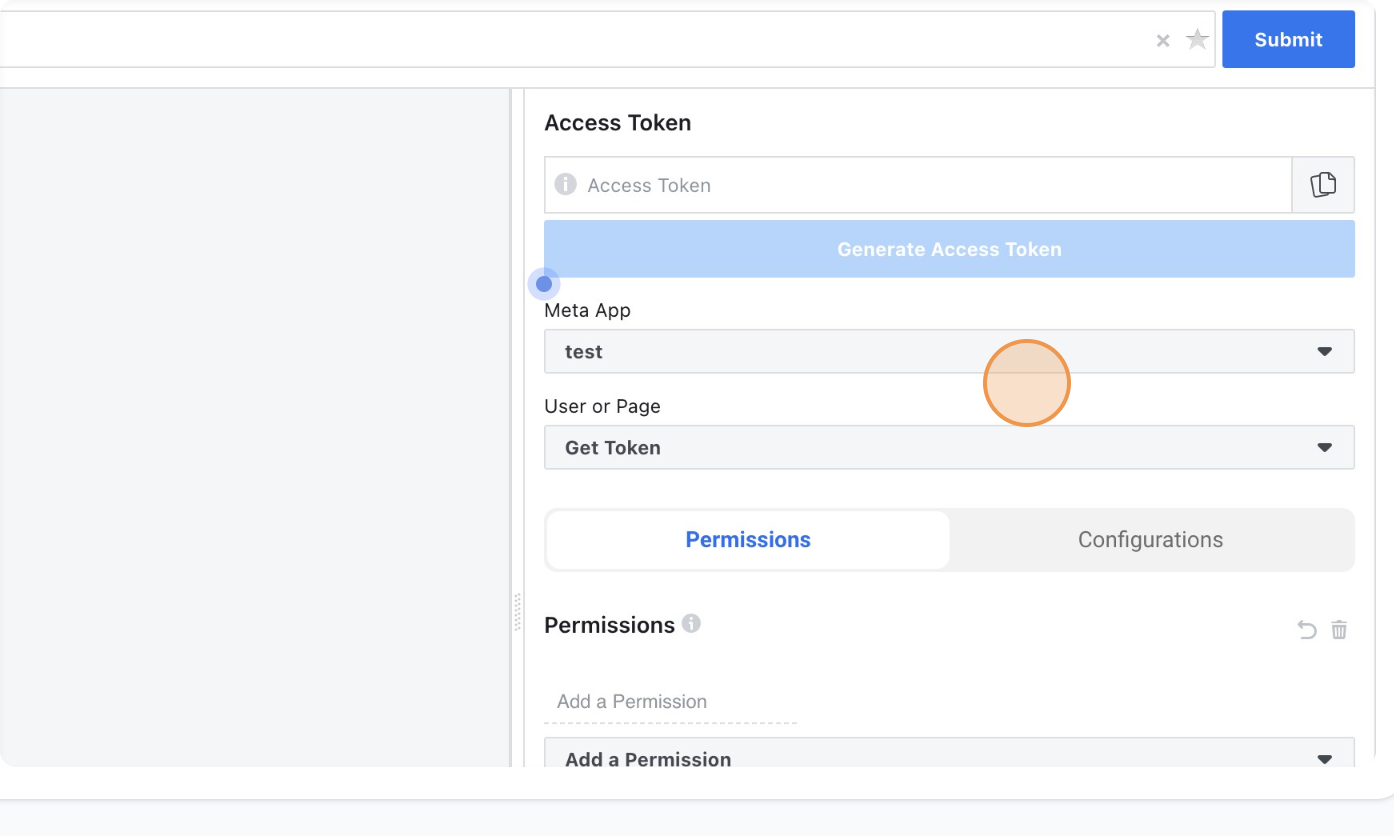 Submit
Access Token
Access Token
Generate Access Token
Meta App
test
User or Page
Get Token
Permissions
Configurations
Permissions
Add a Permission
Add a Permission